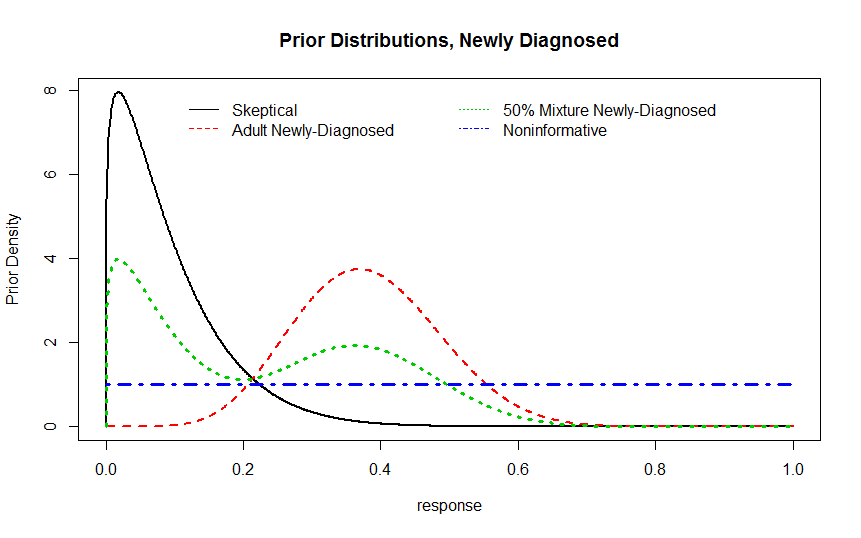 Prior Distributions, Newly Diagnosed
Skeptical
Adult Newly-Diagnosed
50% Mixture Newly-Diagnosed
Noninformative
Prior Density
8
6
4
2
0
0.0 0.2 0.4 0.6 0.8 1.0
response